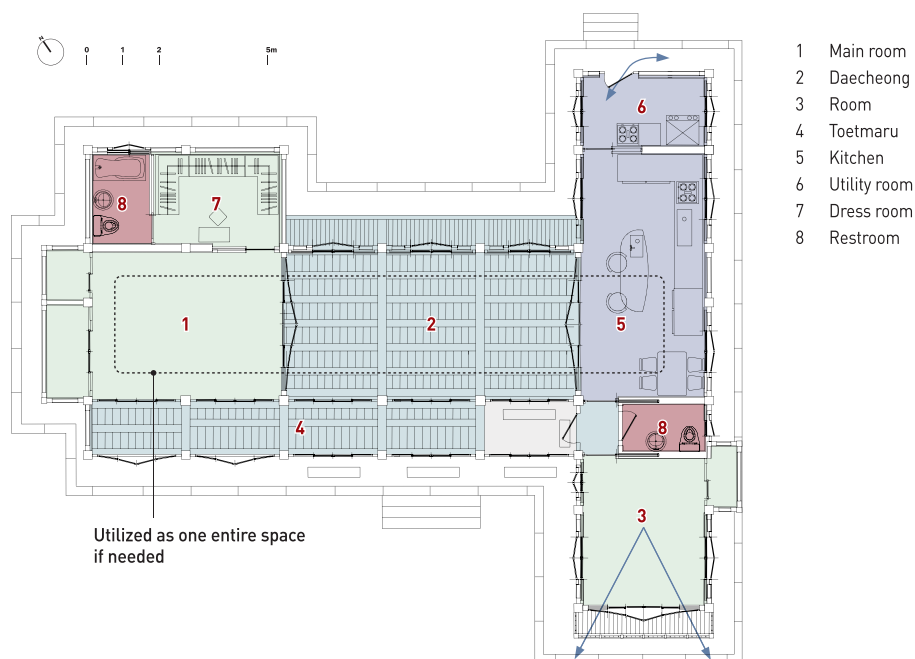 N
0 1 2 5m
1 Main room
2 Daecheong
3 Room
4 Toetmaru
5 Kitchen
6 Utility room
7 Dress room
8 Restroom
6
8
7
1
2
5
4
8
3
Utilized as one entire space
if needed